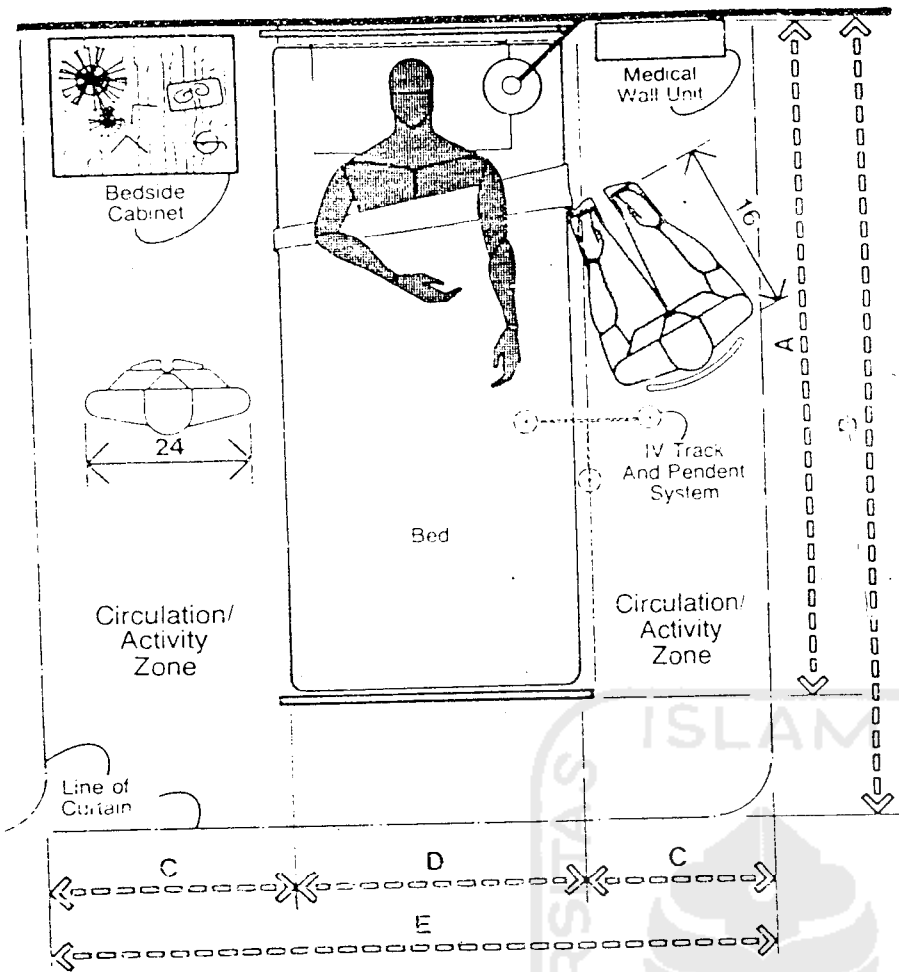 Medical
Wall Unit
Bedside
Cabinet
16
A
24
IV Track
And Pendent
System
Bed
Circulation/
Activity
Zone
Circulation/
Activity
Zone
ISLAM
Line of
Curtain
C
D
C
E